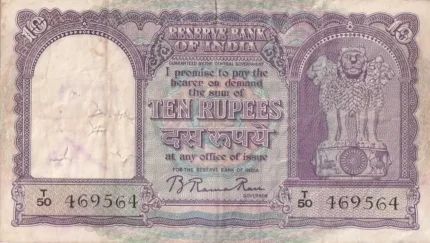 10 RESERVE BANK 10
OF INDIA
GUARANTEED BY THE CENTRAL GOVERNMENT
I promise to pay the
bearer on demand
the sum of
TEN RUPEES
दस रूपये
at any office of issue
FOR THE RESERVE BANK OF INDIA
B. Rama Rau
GOVERNOR
T/50 469564
T/50 469564